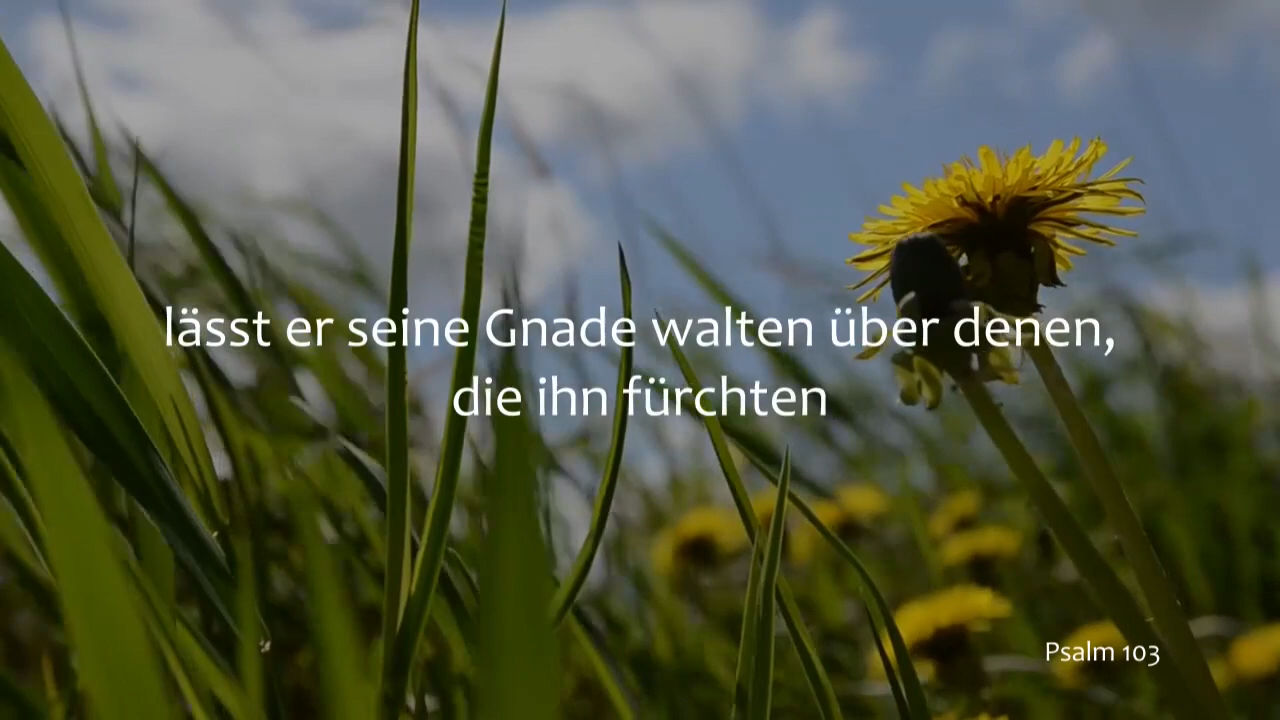 lässt er seine Gnade walten über denen,
die ihn fürchten
Psalm 103